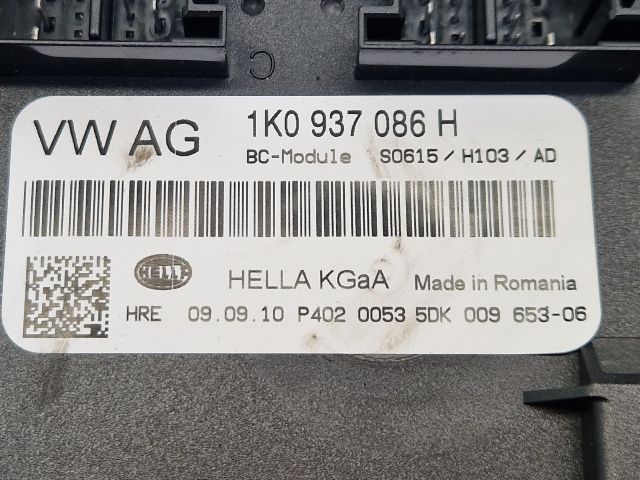 C
VW AG
1K0 937 086 H
BC-Module S0615/H103/AD
HELLA
HELLA KGaA Made in Romania
HRE 09.09.10 P402 0053 5DK 009 653-06